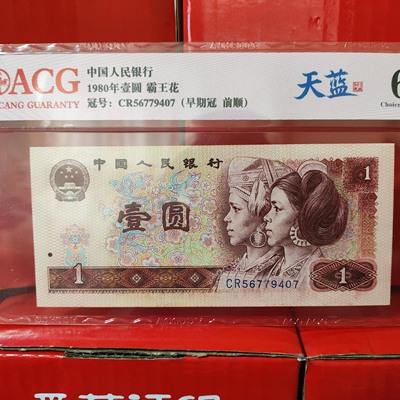 ACG
CANG GUARANTY
中国人民银行
1980年壹圆 霸王花
冠号: CR56779407 (早期冠 前顺)
天蓝
6
Choice
中国人民银行
1
壹圆
1
CR56779407
1